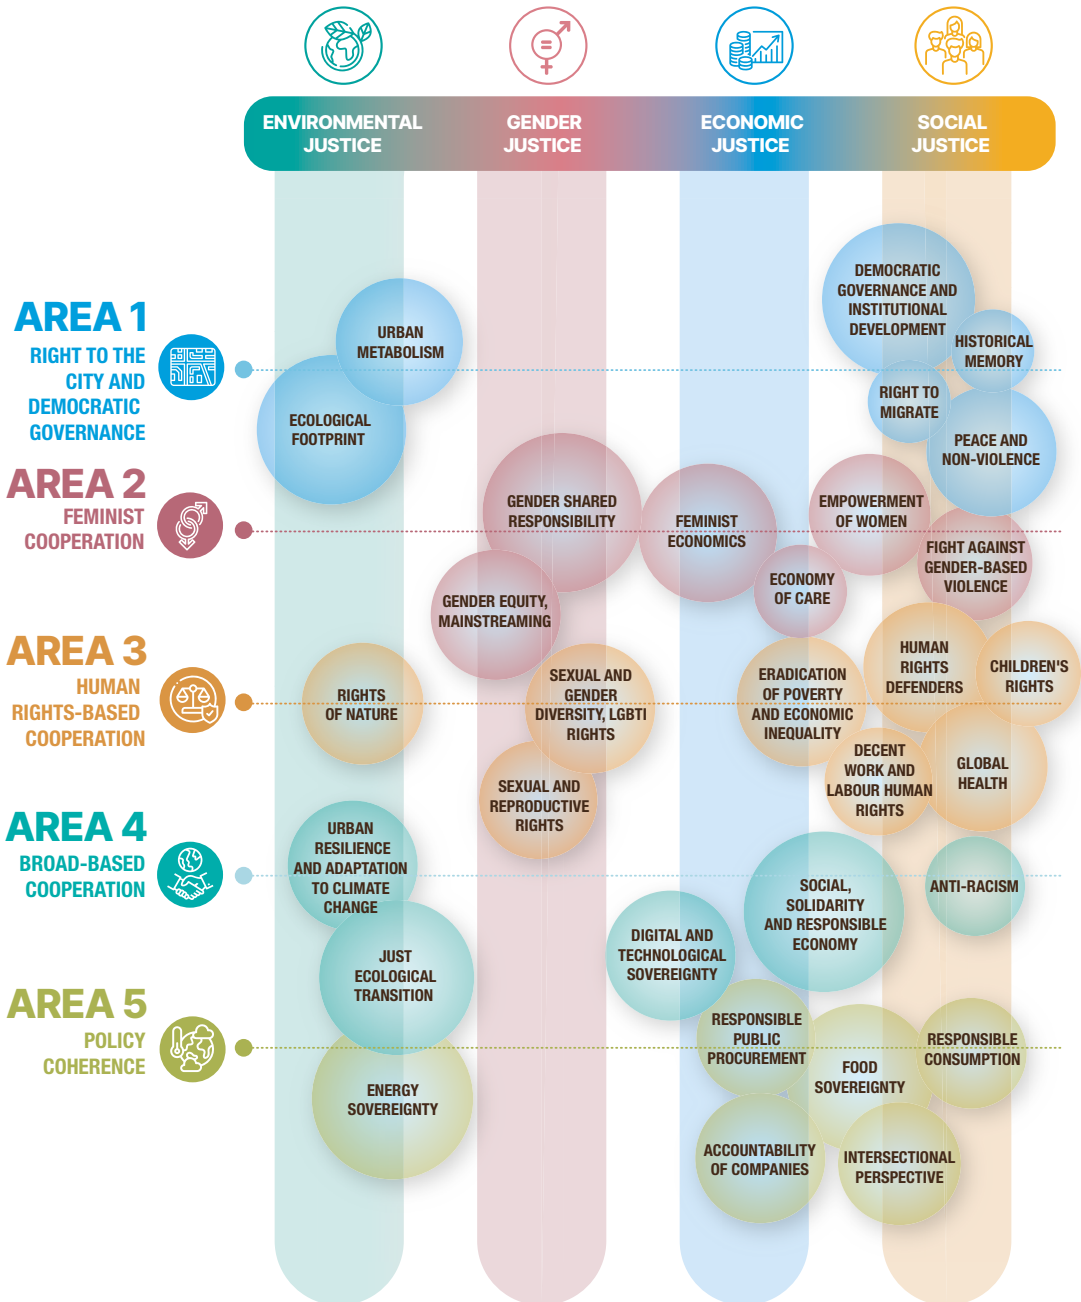 ENVIRONMENTAL
JUSTICE
GENDER
JUSTICE
ECONOMIC
JUSTICE
SOCIAL
JUSTICE
AREA 1
RIGHT TO THE
CITY AND
DEMOCRATIC
GOVERNANCE
URBAN
METABOLISM
ECOLOGICAL
FOOTPRINT
DEMOCRATIC
GOVERNANCE AND
INSTITUTIONAL
DEVELOPMENT
HISTORICAL
MEMORY
RIGHT TO
MIGRATE
PEACE AND
NON-VIOLENCE
AREA 2
FEMINIST
COOPERATION
GENDER SHARED
RESPONSIBILITY
GENDER EQUITY,
MAINSTREAMING
FEMINIST
ECONOMICS
ECONOMY
OF CARE
EMPOWERMENT
OF WOMEN
FIGHT AGAINST
GENDER-BASED
VIOLENCE
AREA 3
HUMAN
RIGHTS-BASED
COOPERATION
RIGHTS
OF NATURE
SEXUAL AND
GENDER
DIVERSITY, LGBTI
RIGHTS
SEXUAL AND
REPRODUCTIVE
RIGHTS
ERADICATION
OF POVERTY
AND ECONOMIC
INEQUALITY
HUMAN
RIGHTS
DEFENDERS
CHILDREN'S
RIGHTS
DECENT
WORK AND
LABOUR HUMAN
RIGHTS
GLOBAL
HEALTH
AREA 4
BROAD-BASED
COOPERATION
URBAN
RESILIENCE
AND ADAPTATION
TO CLIMATE
CHANGE
JUST
ECOLOGICAL
TRANSITION
DIGITAL AND
TECHNOLOGICAL
SOVEREIGNTY
SOCIAL,
SOLIDARITY
AND RESPONSIBLE
ECONOMY
ANTI-RACISM
AREA 5
POLICY
COHERENCE
ENERGY
SOVEREIGNTY
RESPONSIBLE
PUBLIC
PROCUREMENT
FOOD
SOVEREIGNTY
RESPONSIBLE
CONSUMPTION
ACCOUNTABILITY
OF COMPANIES
INTERSECTIONAL
PERSPECTIVE